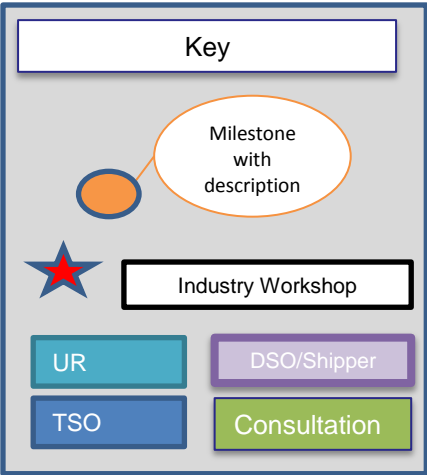 Key
Milestone
with
description
Industry Workshop
UR
DSO/Shipper
TSO
Consultation